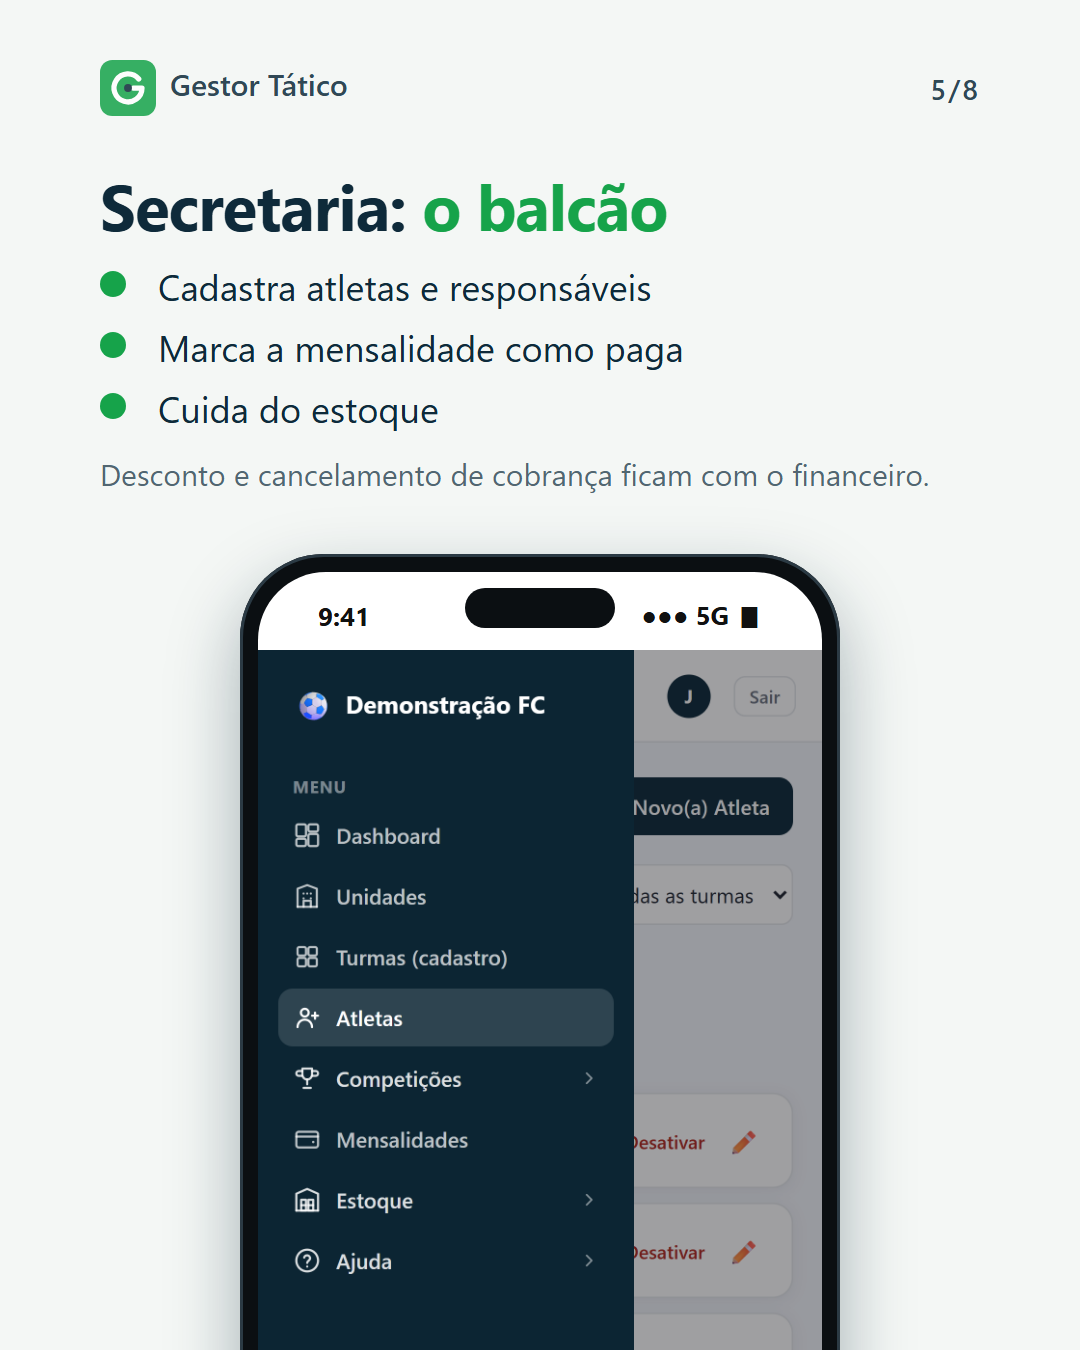 Gestor Tático
5/8
Secretaria: o balcão
Cadastra atletas e responsáveis
Marca a mensalidade como paga
Cuida do estoque
Desconto e cancelamento de cobrança ficam com o financeiro.
9:41
5G
Demonstração FC
J
Sair
MENU
Novo(a) Atleta
Dashboard
Unidades
das as turmas
Turmas (cadastro)
Atletas
Competições
Mensalidades
Desativar
Estoque
Desativar
Ajuda